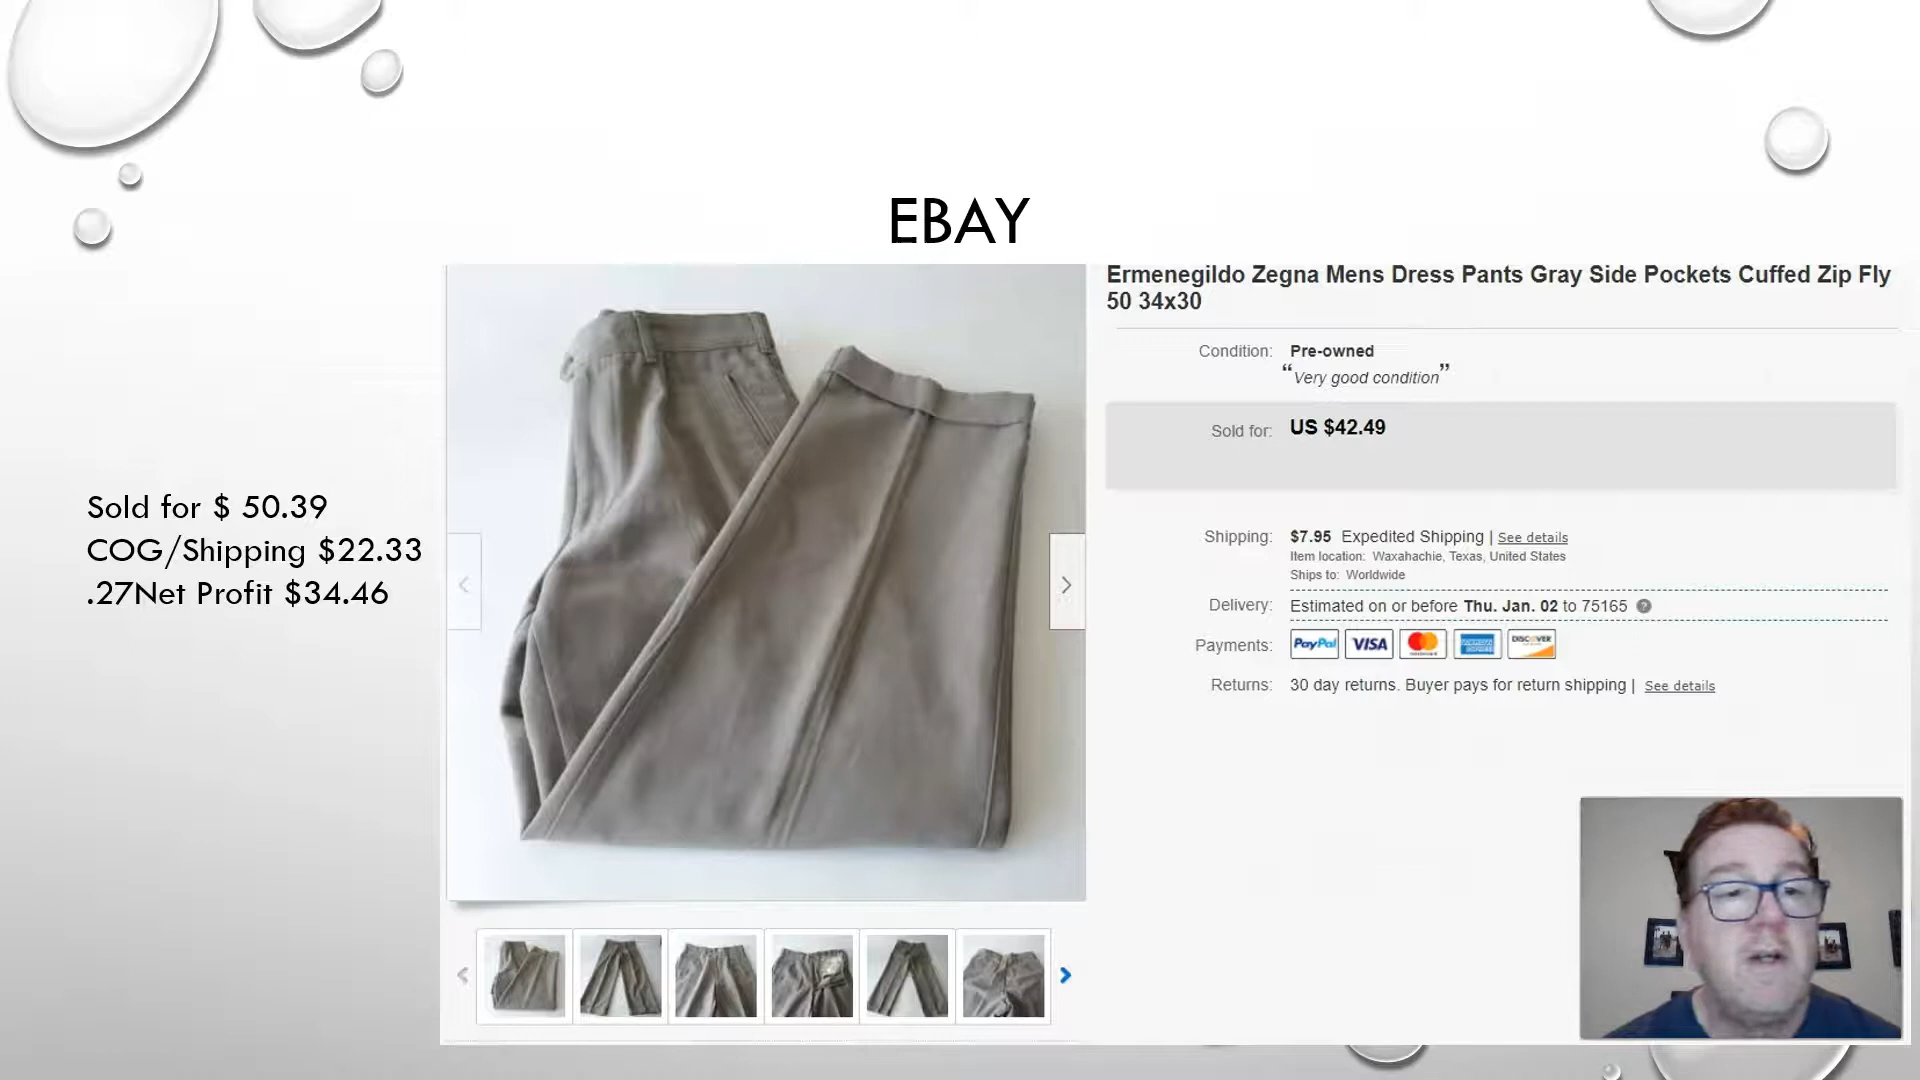 EBAY
Sold for $ 50.39
COG/Shipping $22.33
.27Net Profit $34.46
Ermenegildo Zegna Mens Dress Pants Gray Side Pockets Cuffed Zip Fly
50 34x30
Condition: Pre-owned
“Very good condition”
Sold for: US $42.49
Shipping: $7.95 Expedited Shipping | See details
Item location: Waxahachie, Texas, United States
Ships to: Worldwide
Delivery: Estimated on or before Thu. Jan. 02 to 75165 ?
Payments: PayPal VISA DISCOVER
Returns: 30 day returns. Buyer pays for return shipping | See details